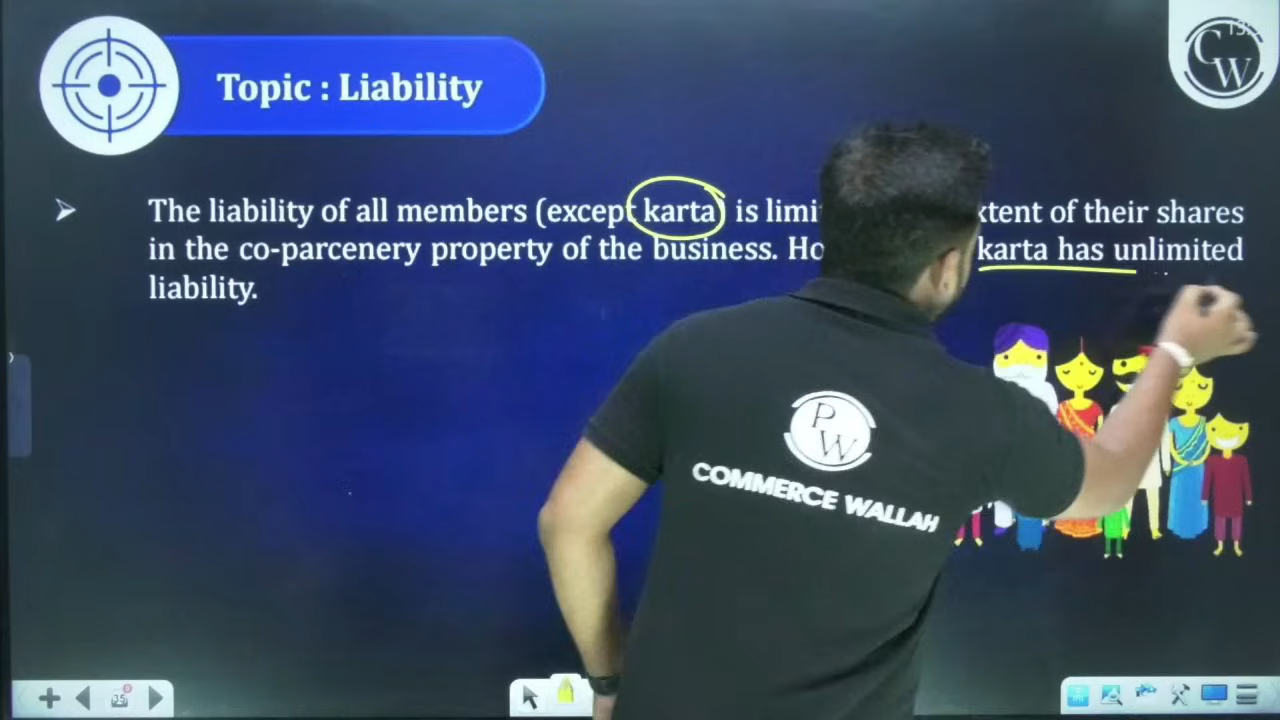 Topic : Liability
CW
➢ The liability of all members (except karta) is limi xtent of their shares
in the co-parcenery property of the business. Ho karta has unlimited
liability.
P
W
COMMERCE WALLAH